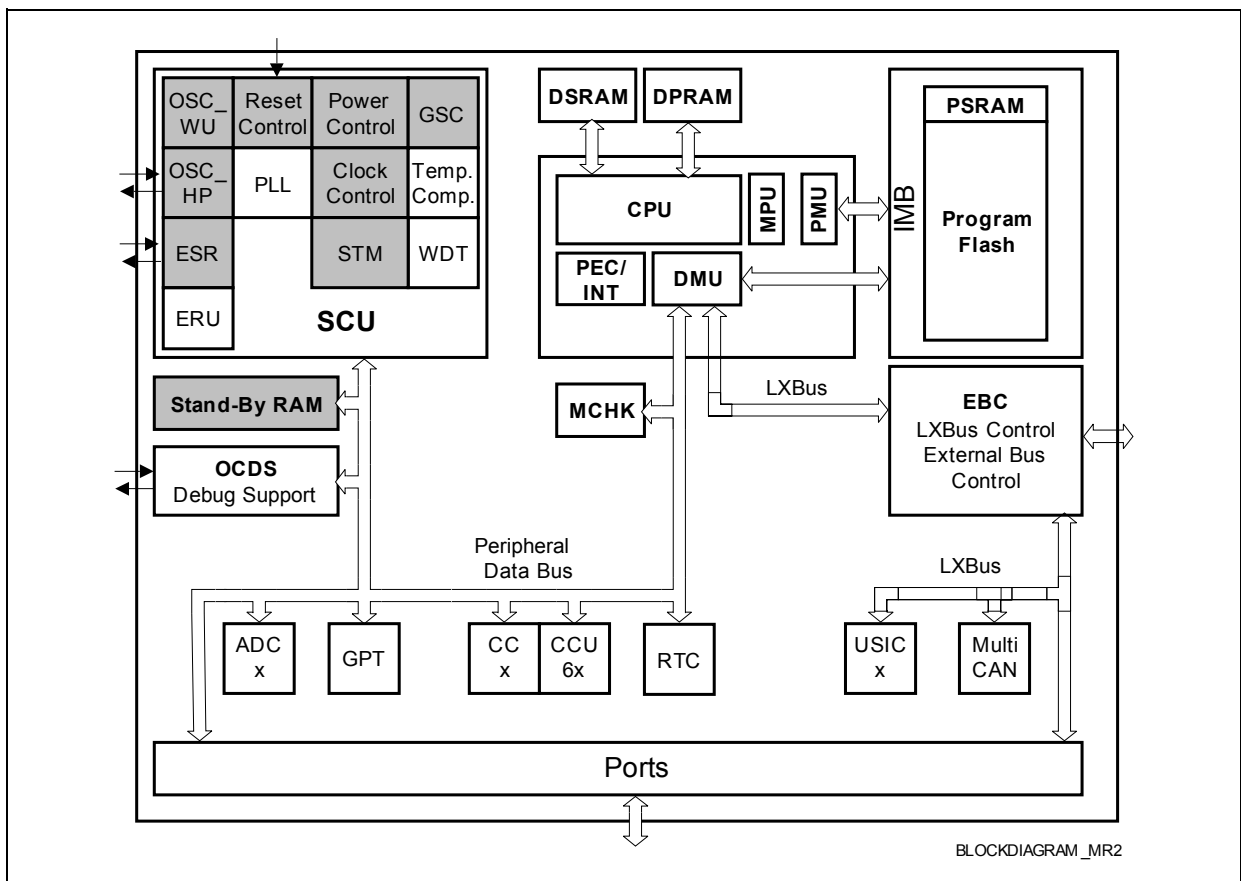 OSC_
WU
Reset
Control
Power
Control
GSC
OSC_
HP
PLL
Clock
Control
Temp.
Comp.
ESR
STM
WDT
ERU
SCU
DSRAM
DPRAM
CPU
MPU
PMU
PEC/
INT
DMU
IMB
PSRAM
Program
Flash
Stand-By RAM
OCDS
Debug Support
MCHK
LXBus
EBC
LXBus Control
External Bus
Control
Peripheral
Data Bus
LXBus
ADC
x
GPT
CC
x
CCU
6x
RTC
USIC
x
Multi
CAN
Ports
BLOCKDIAGRAM_MR2